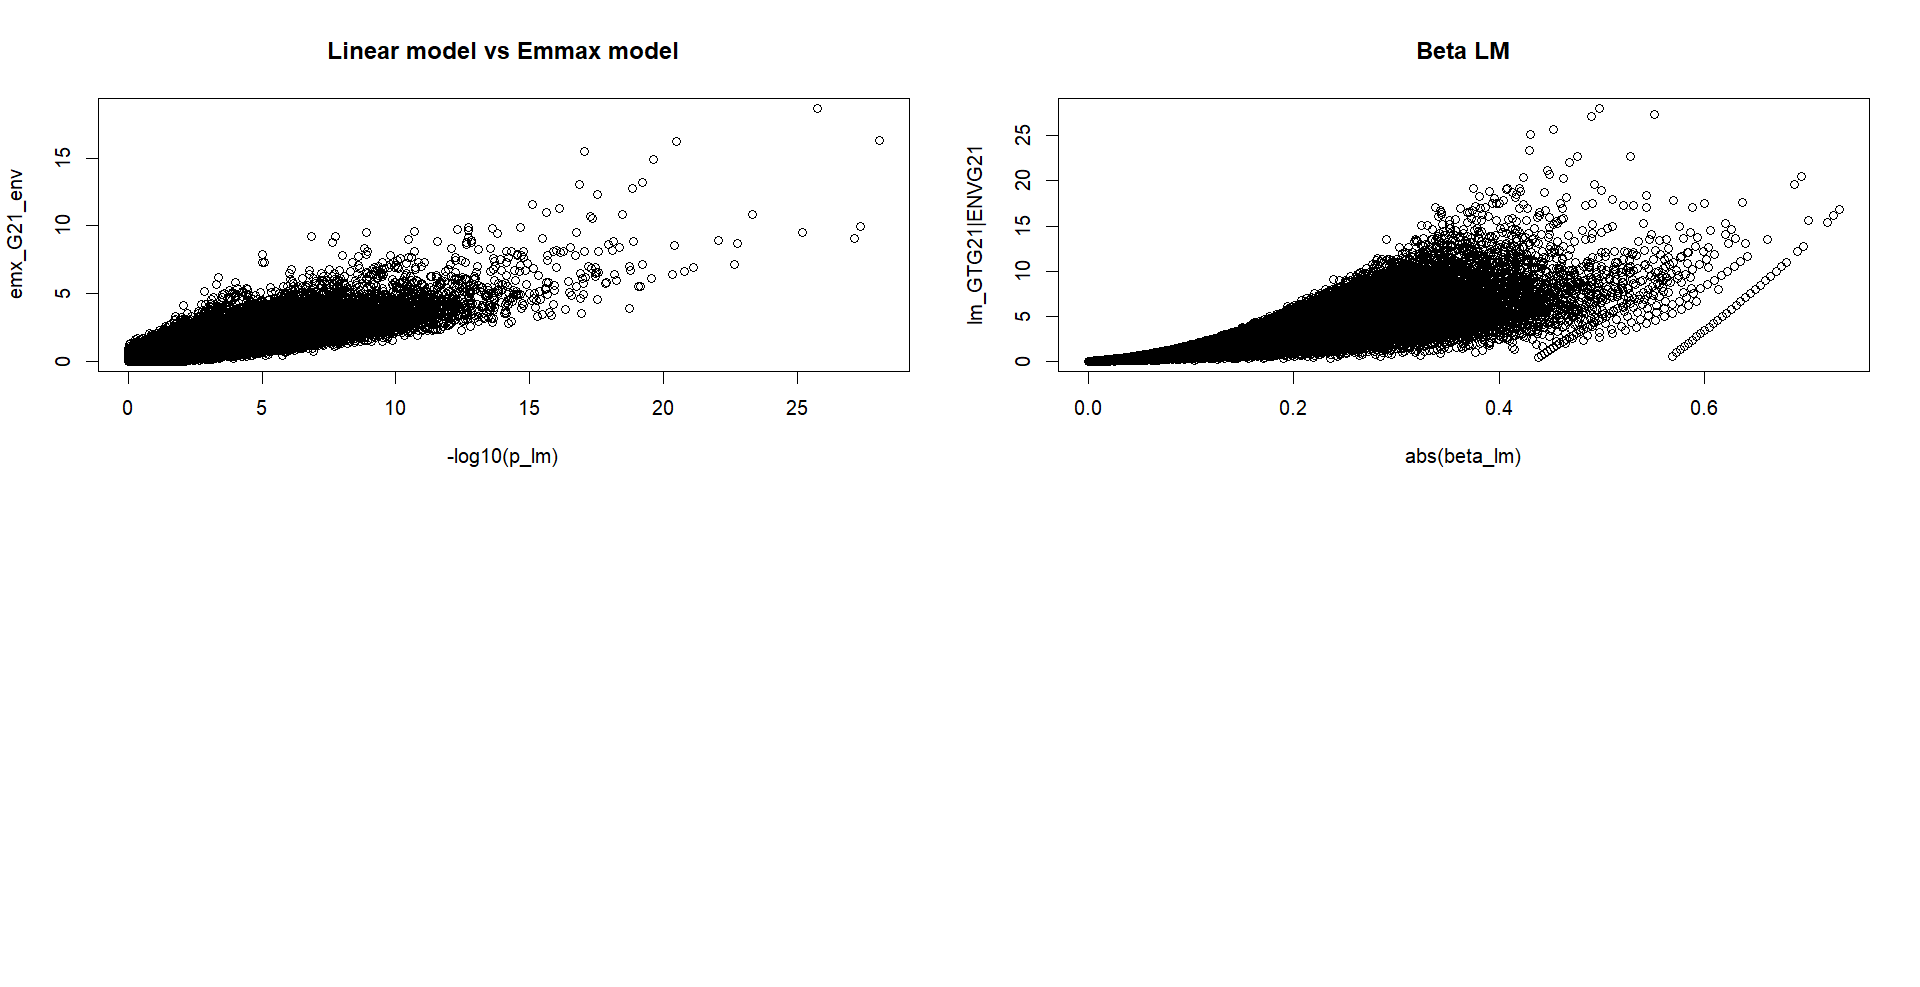 Linear model vs Emmax model
emx_G21_env
15
10
5
0
0 5 10 15 20 25
-log10(p_lm)
Beta LM
lm_GTG21|ENVG21
25
20
15
10
5
0
0.0 0.2 0.4 0.6
abs(beta_lm)